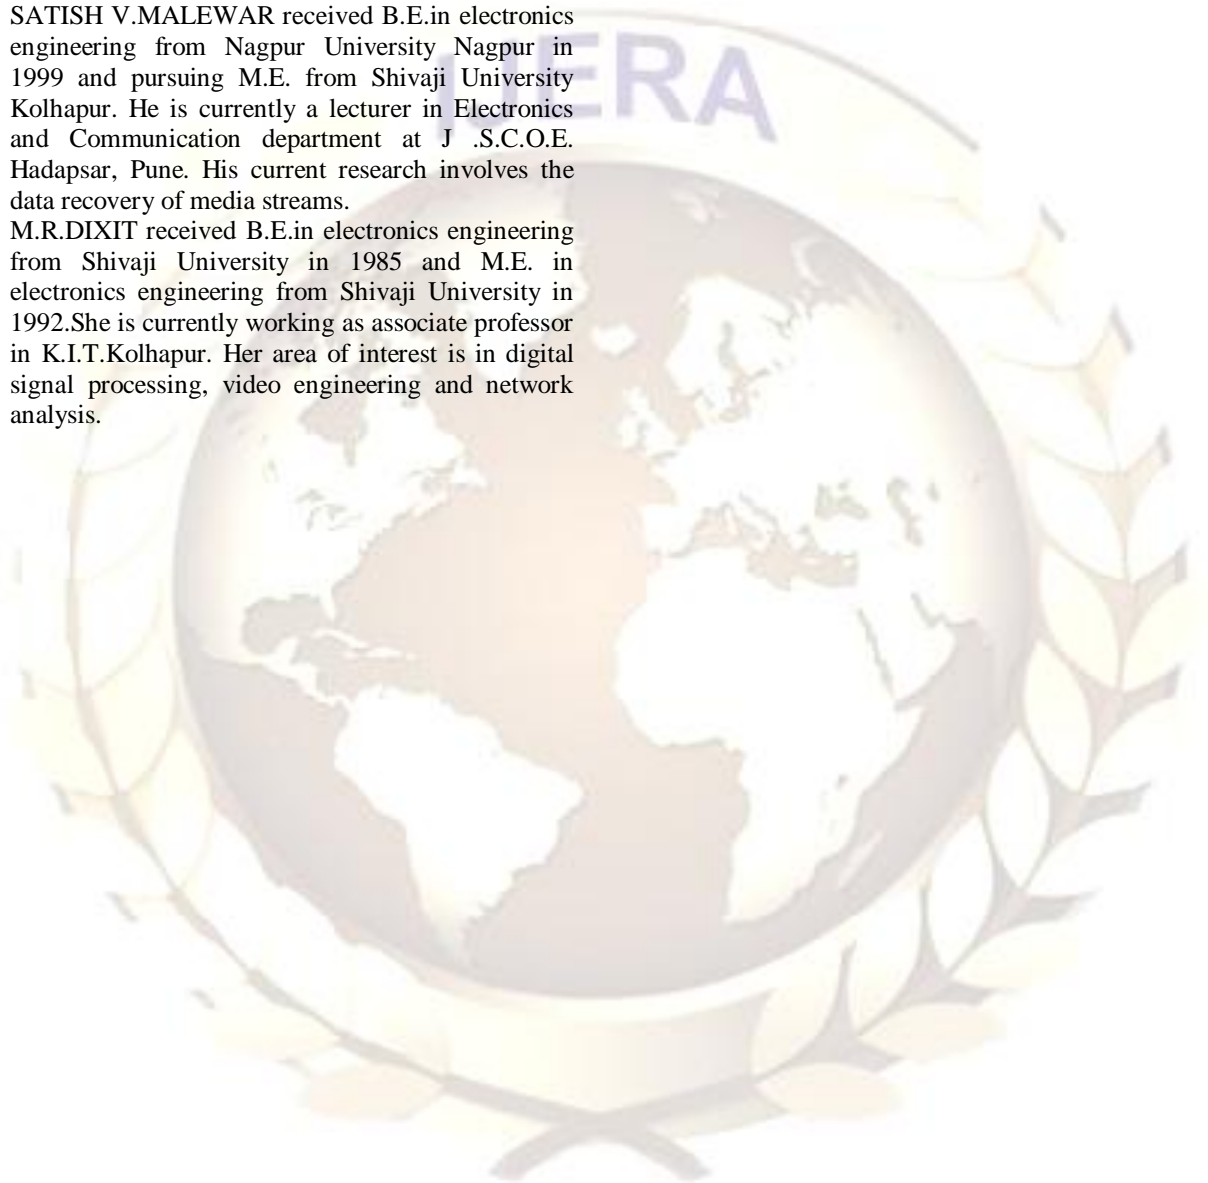 SATISH V.MALEWAR received B.E.in electronics
engineering from Nagpur University Nagpur in
1999 and pursuing M.E. from Shivaji University
Kolhapur. He is currently a lecturer in Electronics
and Communication department at J .S.C.O.E.
Hadapsar, Pune. His current research involves the
data recovery of media streams.
M.R.DIXIT received B.E.in electronics engineering
from Shivaji University in 1985 and M.E. in
electronics engineering from Shivaji University in
1992.She is currently working as associate professor
in K.I.T.Kolhapur. Her area of interest is in digital
signal processing, video engineering and network
analysis.
IJERA